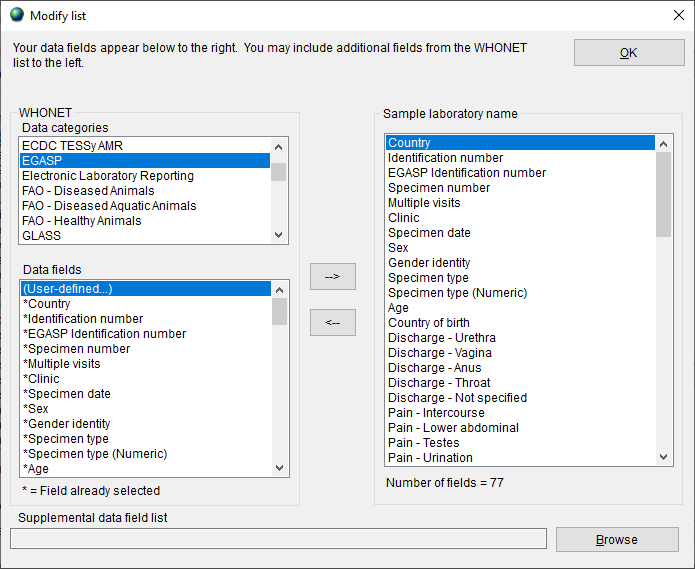 Modify list
Your data fields appear below to the right.  You may include additional fields from the WHONET
list to the left.
OK
WHONET
Data categories
ECDC TESSy AMR
EGASP
Electronic Laboratory Reporting
FAO - Diseased Animals
FAO - Diseased Aquatic Animals
FAO - Healthy Animals
GLASS
Data fields
(User-defined...)
*Country
*Identification number
*EGASP Identification number
*Specimen number
*Multiple visits
*Clinic
*Specimen date
*Sex
*Gender identity
*Specimen type
*Specimen type (Numeric)
*Age
* = Field already selected
-->
<--
Sample laboratory name
Country
Identification number
EGASP Identification number
Specimen number
Multiple visits
Clinic
Specimen date
Sex
Gender identity
Specimen type
Specimen type (Numeric)
Age
Country of birth
Discharge - Urethra
Discharge - Vagina
Discharge - Anus
Discharge - Throat
Discharge - Not specified
Pain - Intercourse
Pain - Lower abdominal
Pain - Testes
Pain - Urination
Number of fields = 77
Supplemental data field list
Browse